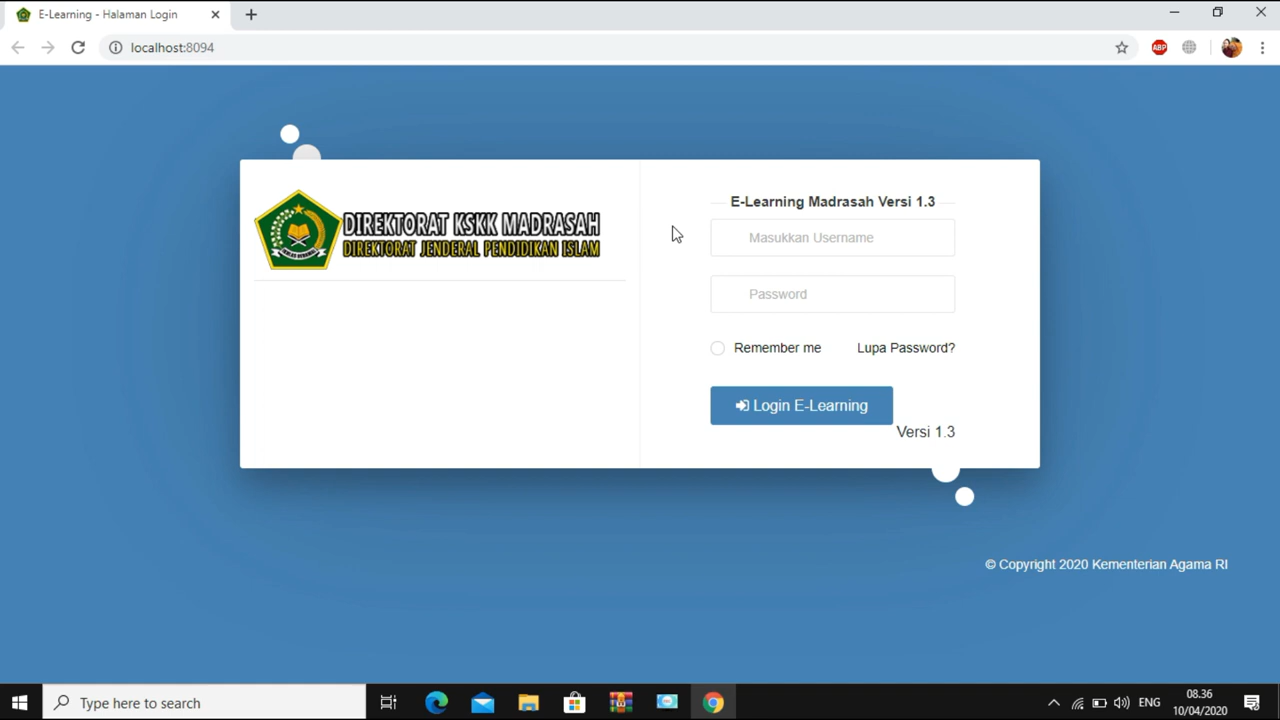 E-Learning - Halaman Login
localhost:8094
ABP
DIREKTORAT KSKK MADRASAH
DIREKTORAT JENDERAL PENDIDIKAN ISLAM
E-Learning Madrasah Versi 1.3
Masukkan Username
Password
Remember me
Lupa Password?
Login E-Learning
Versi 1.3
© Copyright 2020 Kementerian Agama RI
Type here to search
ENG
08.36
10/04/2020